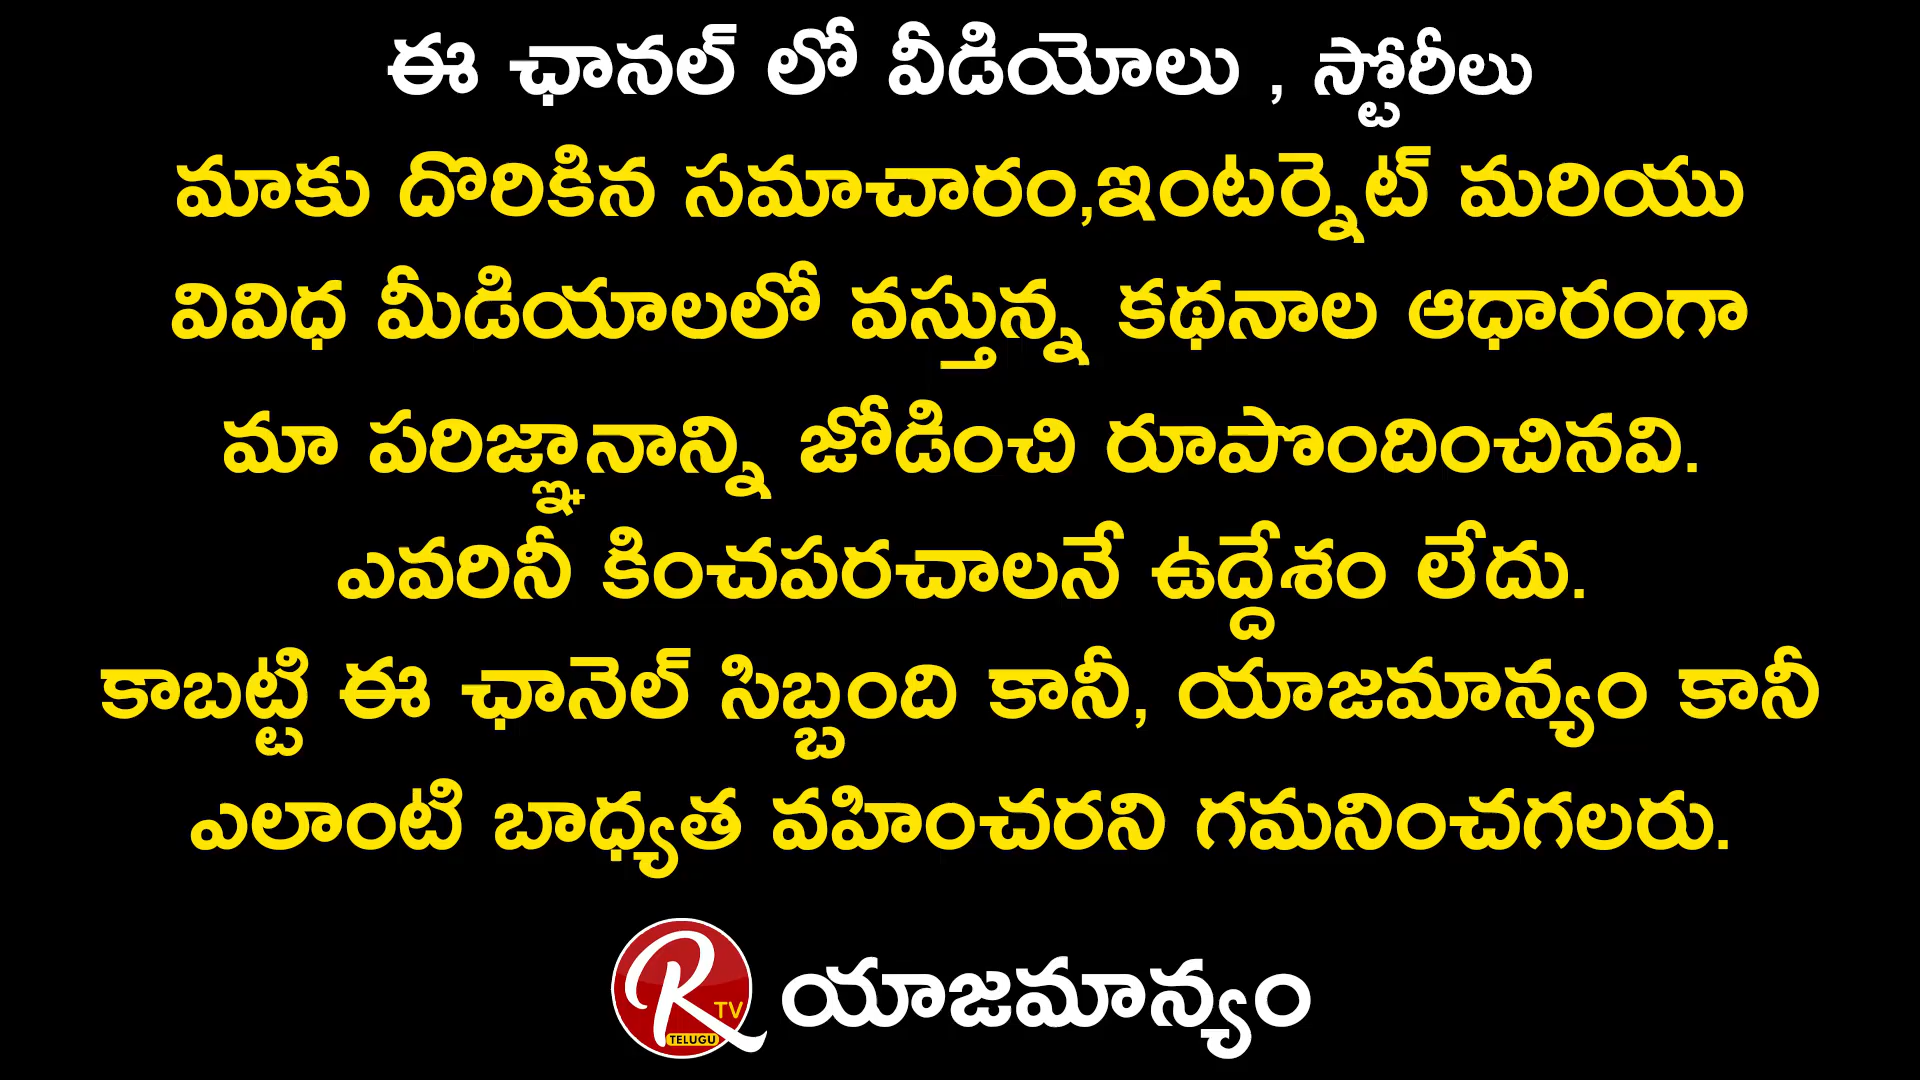 ఈ ఛానల్ లో వీడియోలు , స్టోరీలు
మాకు దొరికిన సమాచారం,ఇంటర్నెట్ మరియు
వివిధ మీడియాలలో వస్తున్న కథనాల ఆధారంగా
మా పరిజ్ఞానాన్ని జోడించి రూపొందించినవి.
ఎవరినీ కించపరచాలనే ఉద్దేశం లేదు.
కాబట్టి ఈ ఛానెల్ సిబ్బంది కానీ, యాజమాన్యం కానీ
ఎలాంటి బాధ్యత వహించరని గమనించగలరు.
R TV TELUGU యాజమాన్యం